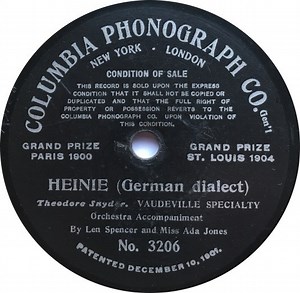 COLUMBIA PHONOGRAPH CO. Gen'l
NEW YORK · LONDON
CONDITION OF SALE
THIS RECORD IS SOLD UPON THE EXPRESS
CONDITION THAT IT SHALL NOT BE COPIED OR
DUPLICATED AND THAT THE FULL RIGHT OF
PROPERTY OR POSSESSION REVERTS TO THE
COLUMBIA PHONOGRAPH CO. UPON VIOLATION
OF THIS CONDITION.
GRAND PRIZE
PARIS 1900
GRAND PRIZE
ST. LOUIS 1904
HEINIE (German dialect)
Theodore Snyder. VAUDEVILLE SPECIALTY
Orchestra Accompaniment
By Len Spencer and Miss Ada Jones
No. 3206
PATENTED DECEMBER 10, 1901.